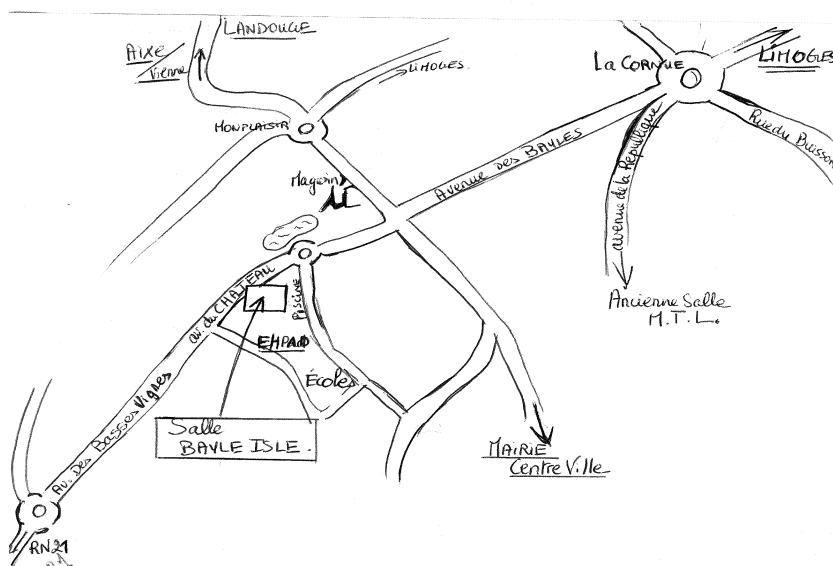 LANDOUGE
AIXE
Vienne
LIMOGES.
La CORNUE
LIMOGES
MONPLAISIR
Magasin
U
Avenue des BAYLES
avenue de la République
Rue du Buisson
Ancienne Salle
M.T.L.
av. du CHATEAU
Piscine
EHPAD
Écoles
Salle
BAYLE ISLE.
Av. Des Basses Vignes
MAIRIE
Centre Ville
RN21